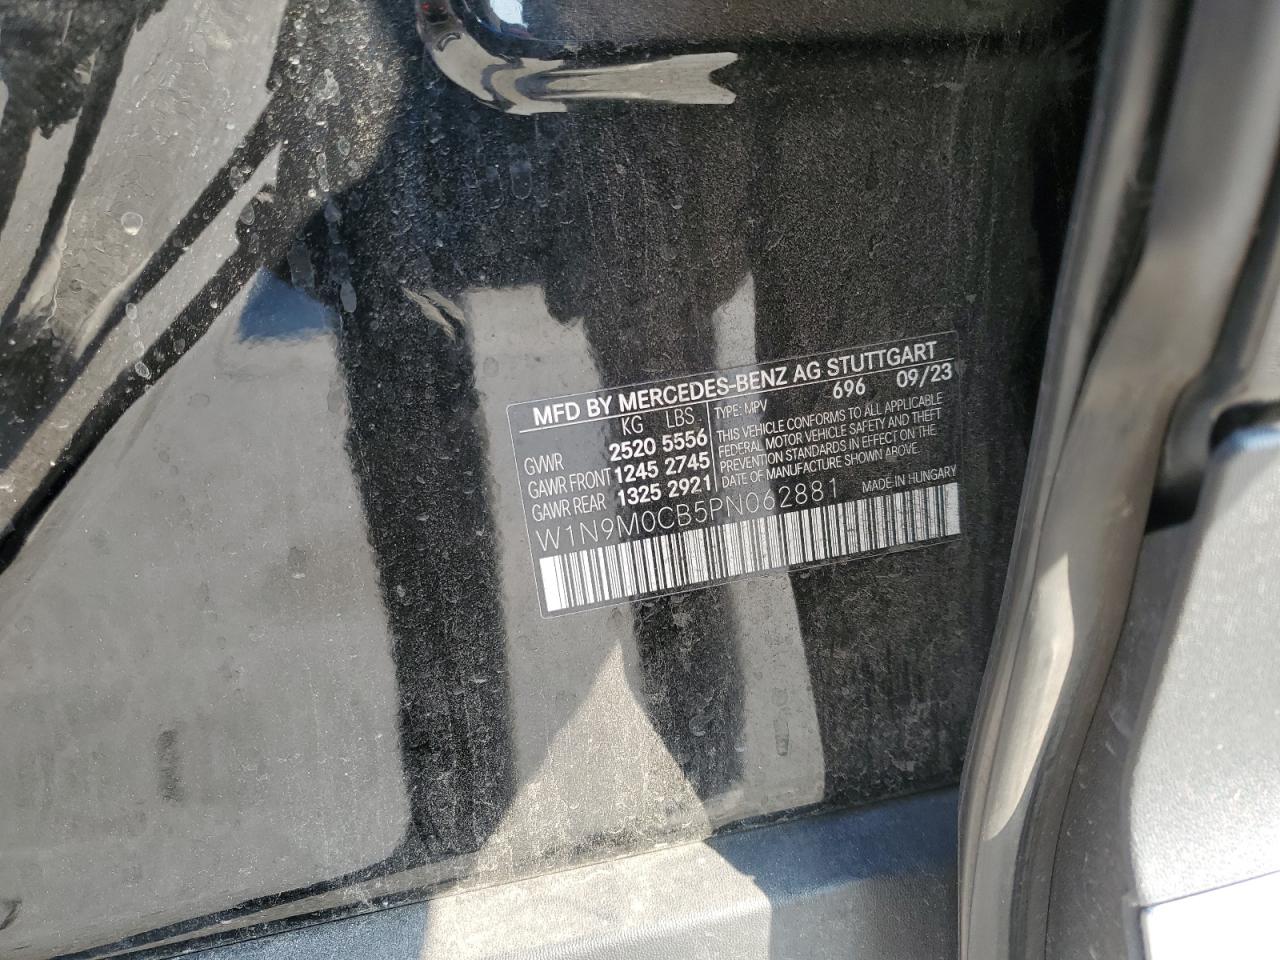 MFD BY MERCEDES-BENZ AG STUTTGART
KG LBS TYPE: MPV 696 09/23
GVWR 2520 5556
GAWR FRONT 1245 2745
GAWR REAR 1325 2921
THIS VEHICLE CONFORMS TO ALL APPLICABLE
FEDERAL MOTOR VEHICLE SAFETY AND THEFT
PREVENTION STANDARDS IN EFFECT ON THE
DATE OF MANUFACTURE SHOWN ABOVE.
W1N9M0CB5PN062881 MADE IN HUNGARY